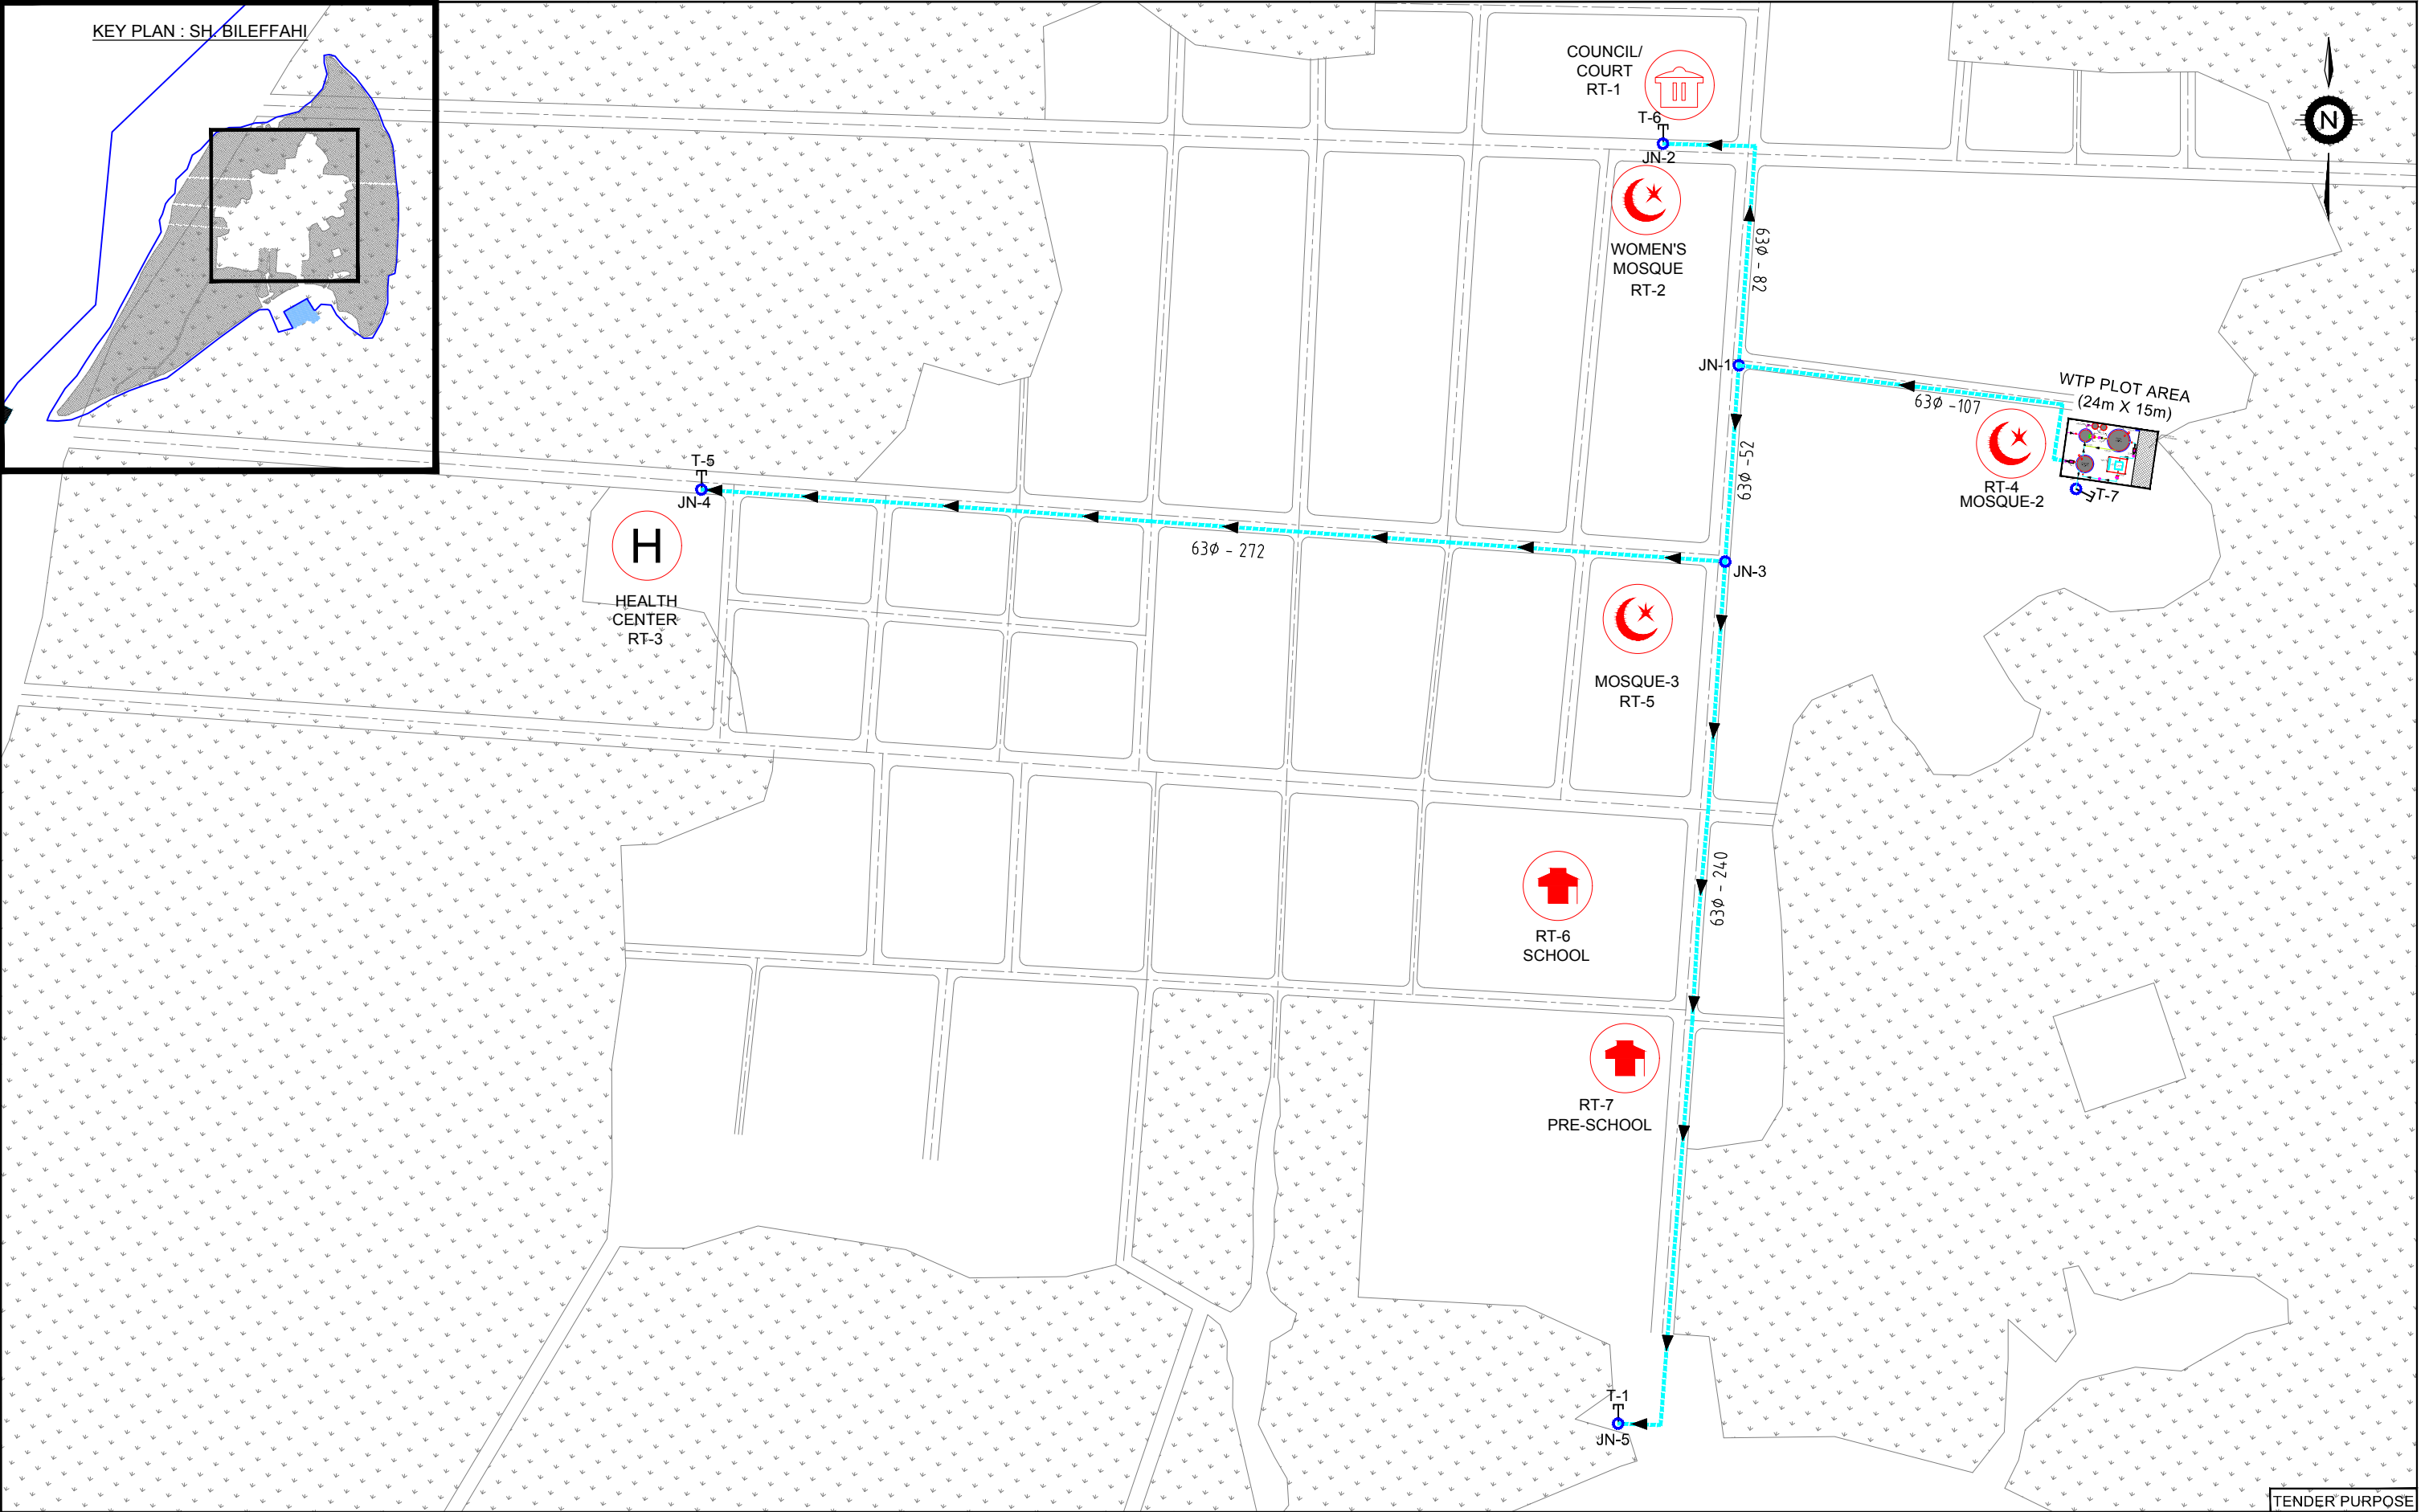 KEY PLAN : SH. BILEFFAHI
COUNCIL/
COURT
RT-1
T-6
JN-2
N
WOMEN'S
MOSQUE
RT-2
63Ø - 82
JN-1
WTP PLOT AREA
(24m X 15m)
63Ø -107
RT-4
MOSQUE-2
T-7
63Ø-52
T-5
JN-4
H
HEALTH
CENTER
RT-3
63Ø - 272
JN-3
MOSQUE-3
RT-5
63Ø - 240
RT-6
SCHOOL
RT-7
PRE-SCHOOL
T-1
JN-5
TENDER PURPOSE